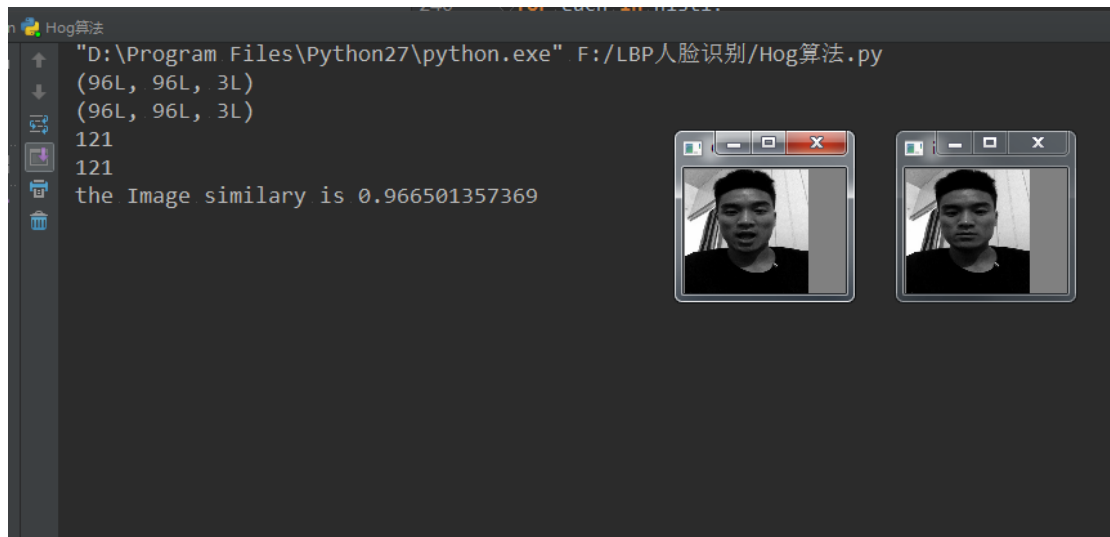 Hog算法
"D:\Program Files\Python27\python.exe" F:/LBP人脸识别/Hog算法.py
(96L, 96L, 3L)
(96L, 96L, 3L)
121
121
the Image similary is 0.966501357369